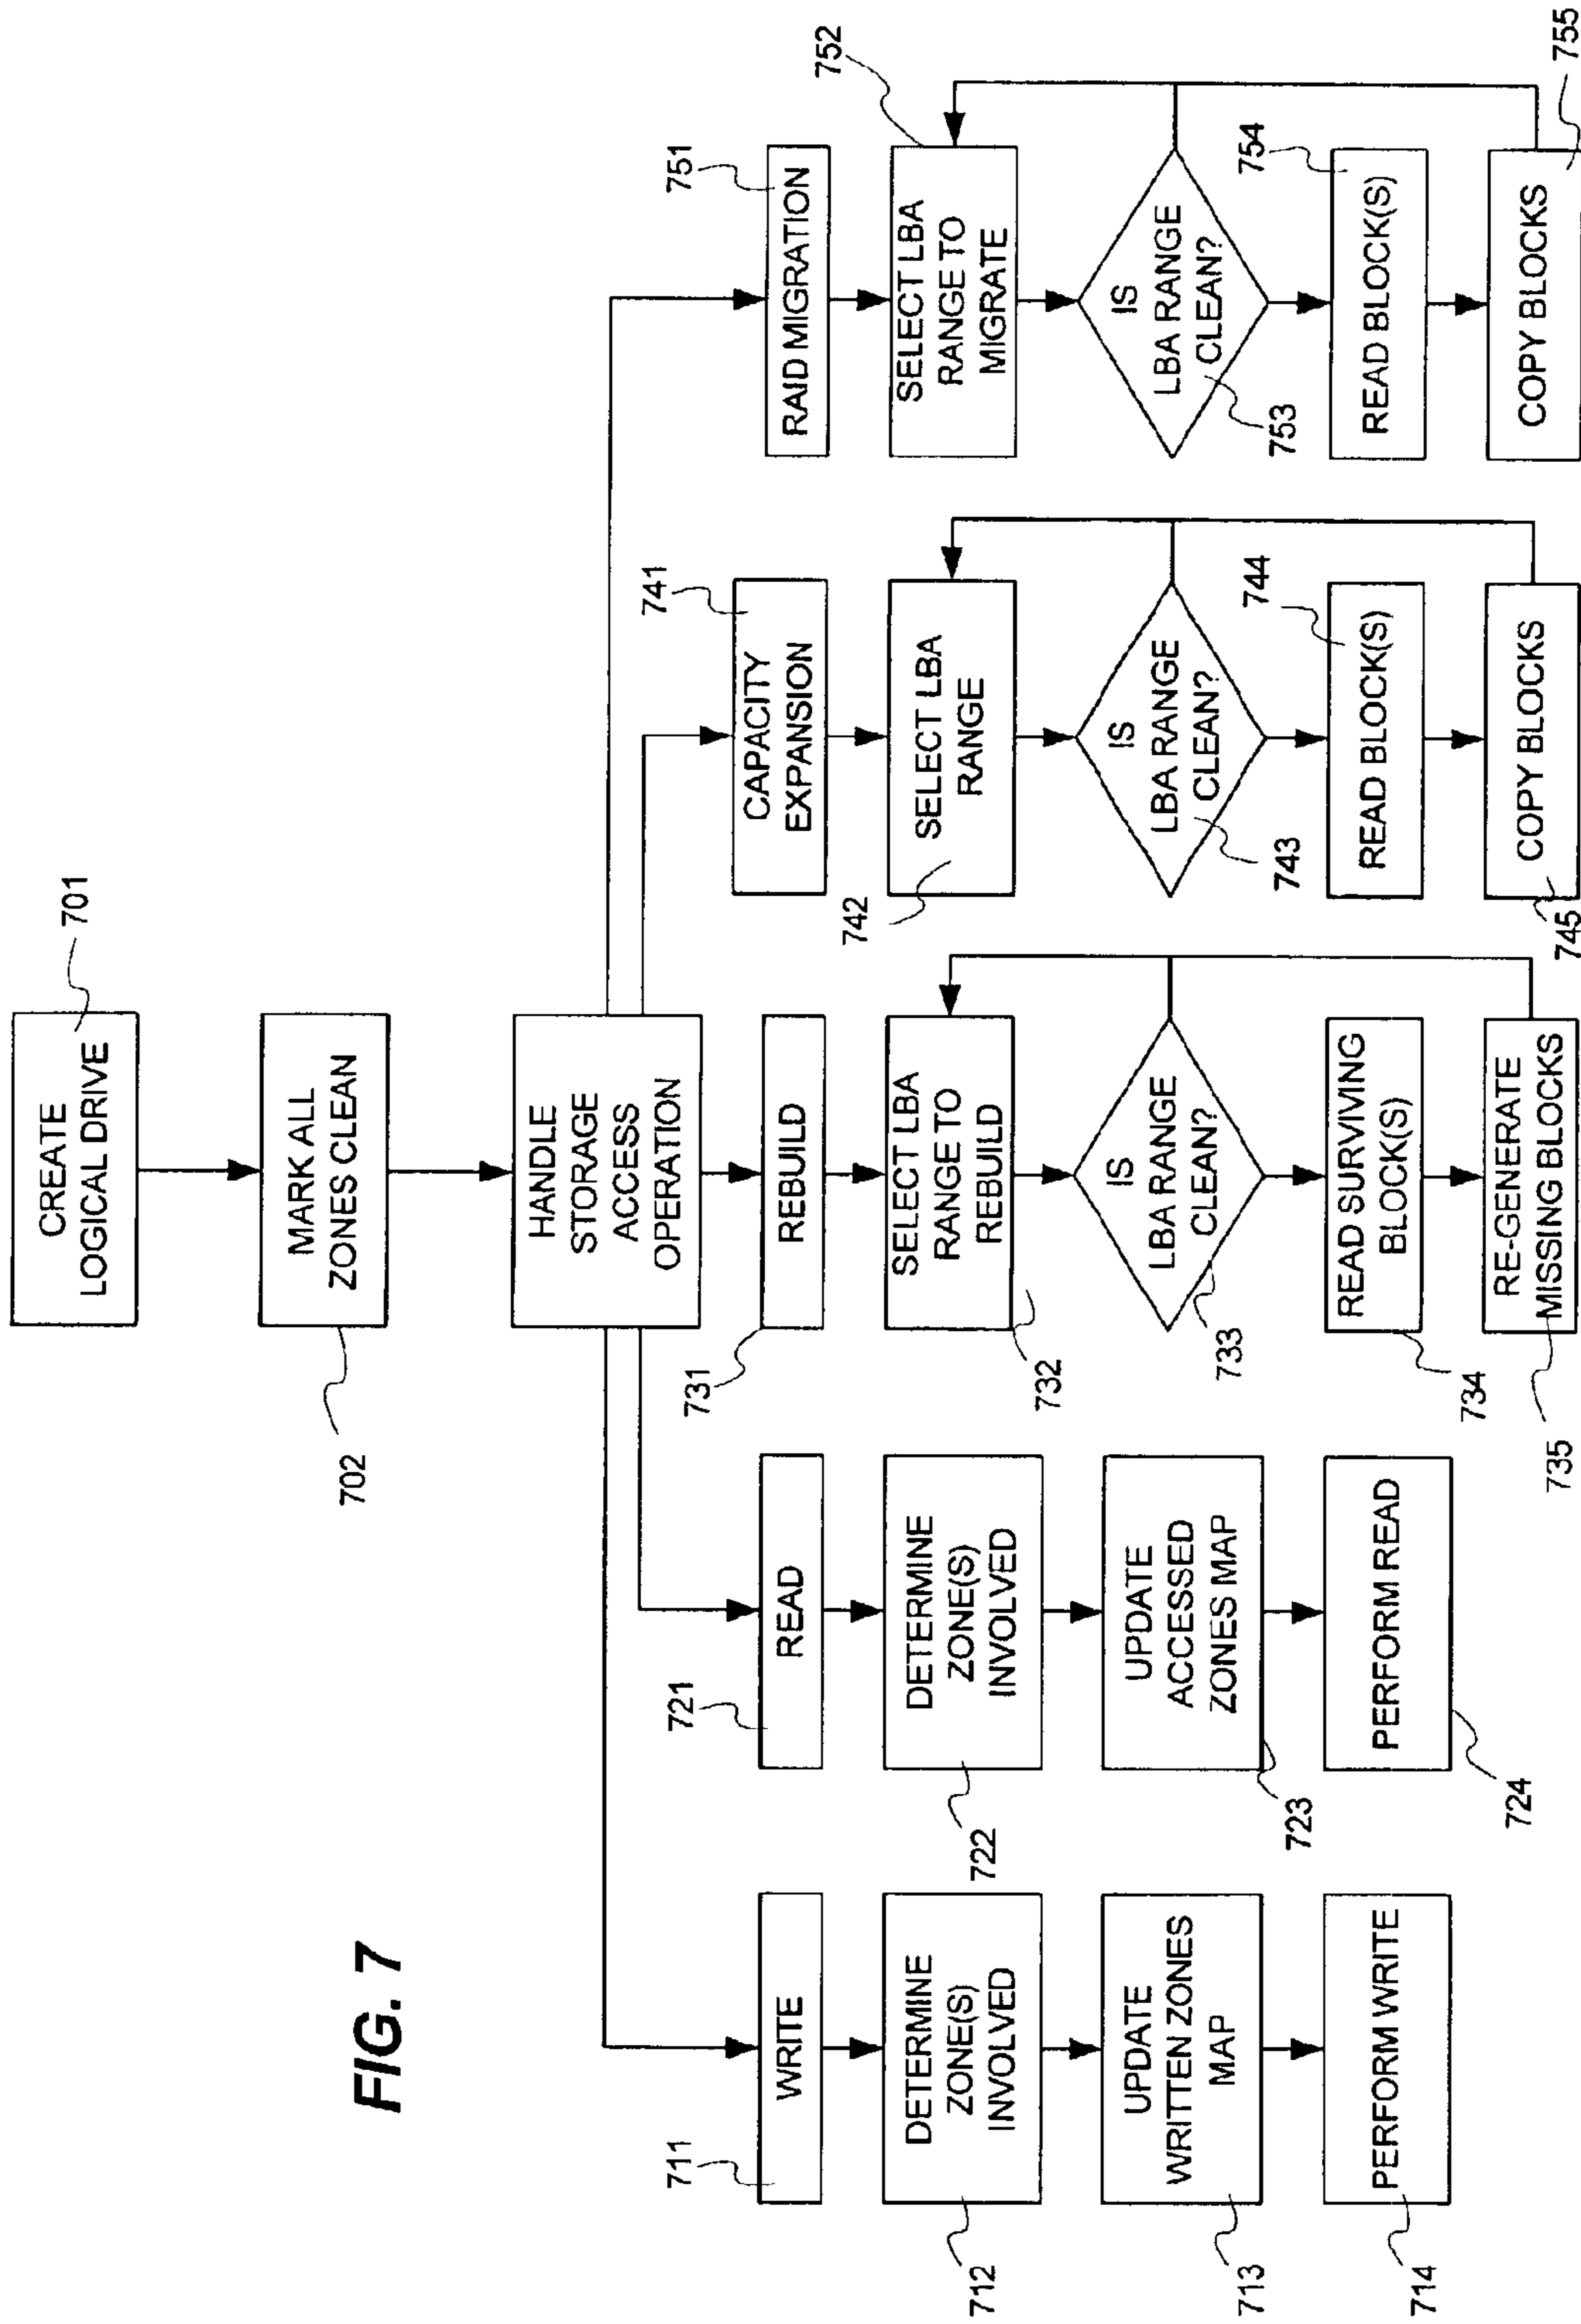 FIG. 7
CREATE
LOGICAL DRIVE
701
MARK ALL
ZONES CLEAN
702
HANDLE
STORAGE
ACCESS
OPERATION
711
WRITE
712
DETERMINE
ZONE(S)
INVOLVED
713
UPDATE
WRITTEN ZONES
MAP
714
PERFORM WRITE
721
READ
722
DETERMINE
ZONE(S)
INVOLVED
723
UPDATE
ACCESSED
ZONES MAP
724
PERFORM READ
731
REBUILD
732
SELECT LBA
RANGE TO
REBUILD
733
IS
LBA RANGE
CLEAN?
734
READ SURVIVING
BLOCK(S)
735
RE-GENERATE
MISSING BLOCKS
741
CAPACITY
EXPANSION
742
SELECT LBA
RANGE
743
IS
LBA RANGE
CLEAN?
744
READ BLOCK(S)
745
COPY BLOCKS
751
RAID MIGRATION
752
SELECT LBA
RANGE TO
MIGRATE
753
IS
LBA RANGE
CLEAN?
754
READ BLOCK(S)
755
COPY BLOCKS